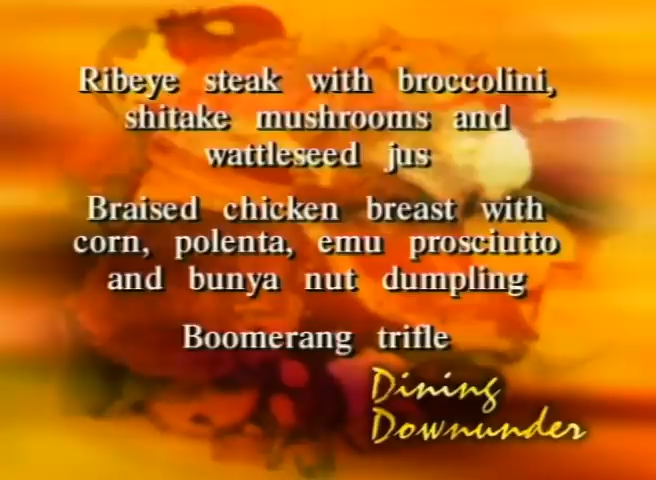 Ribeye steak with broccolini,
shitake mushrooms and
wattleseed jus
Braised chicken breast with
corn, polenta, emu prosciutto
and bunya nut dumpling
Boomerang trifle
Dining
Downunder